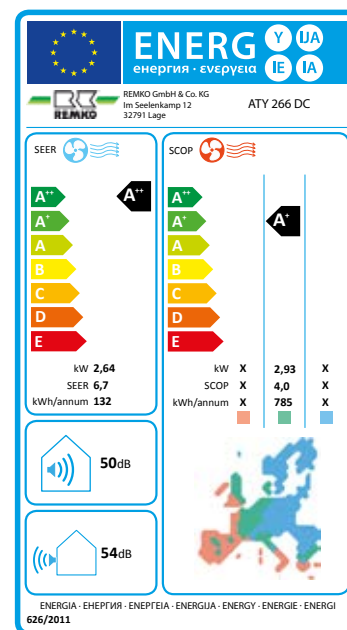 ENERG
енергия · ενεργεια
Y
IJA
IE
IA
REMKO
REMKO GmbH & Co. KG
Im Seelenkamp 12
32791 Lage
ATY 266 DC
SEER
A++
A++
A+
A
B
C
D
E
kW 2,64
SEER 6,7
kWh/annum 132
SCOP
A++
A+
A+
A
B
C
D
E
kW X 2,93 X
SCOP X 4,0 X
kWh/annum X 785 X
50dB
54dB
ENERGIA · ЕНЕРГИЯ · ΕΝΕΡΓΕΙΑ · ENERGIJA · ENERGY · ENERGIE · ENERGI
626/2011